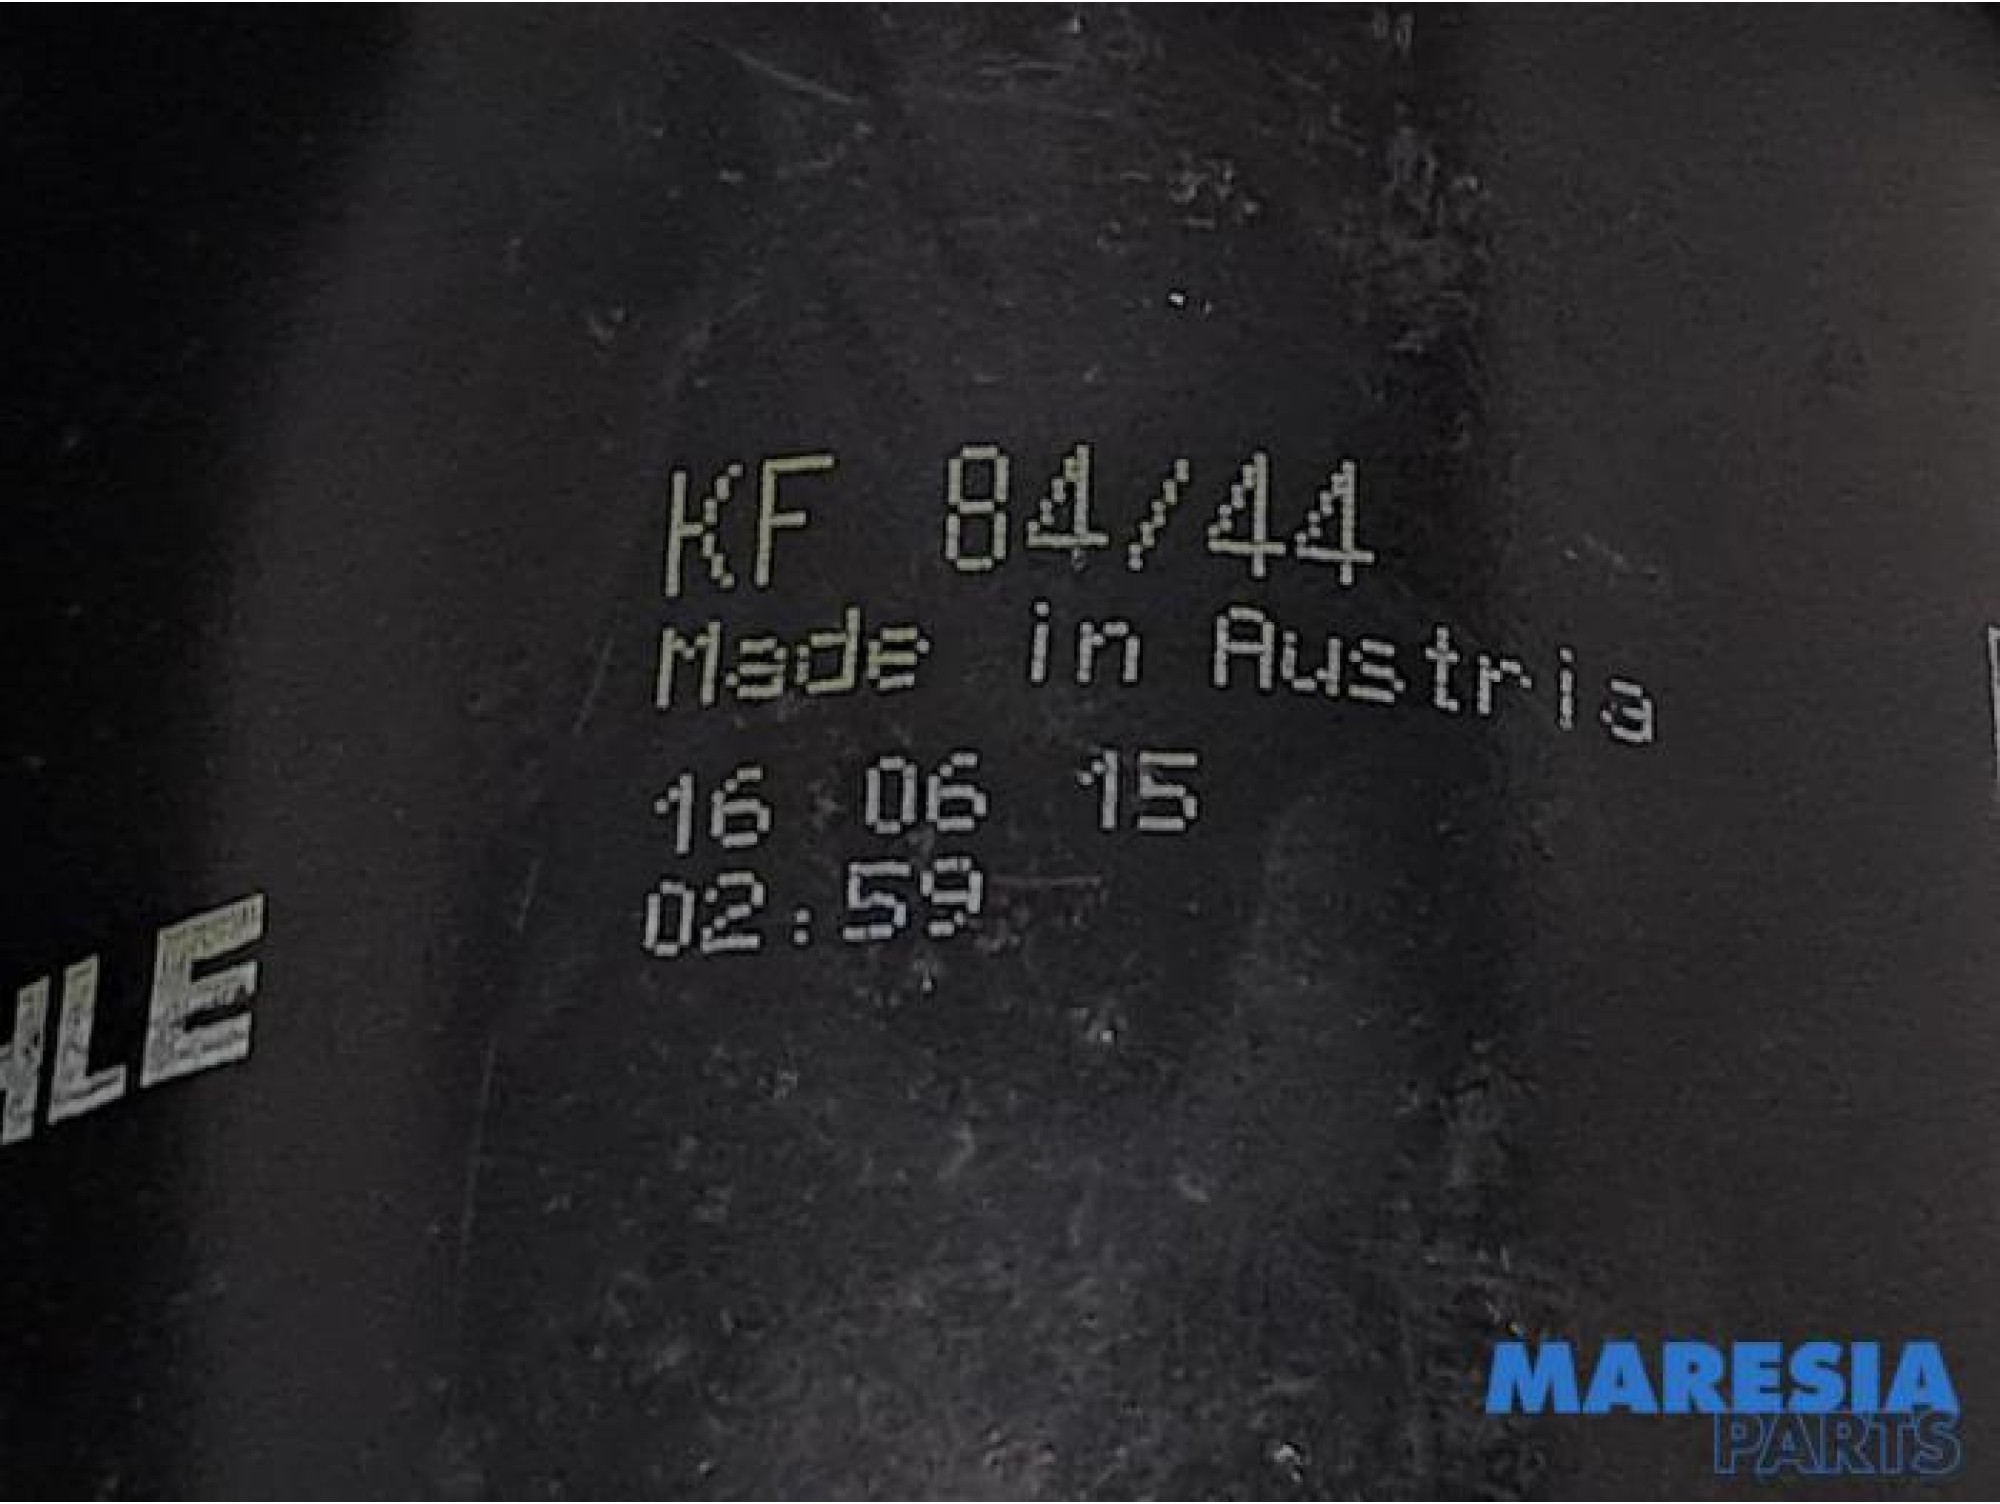 KF 84/44
Made in Austria
16 06 15
02:59
HLE
MARESIA
PARTS